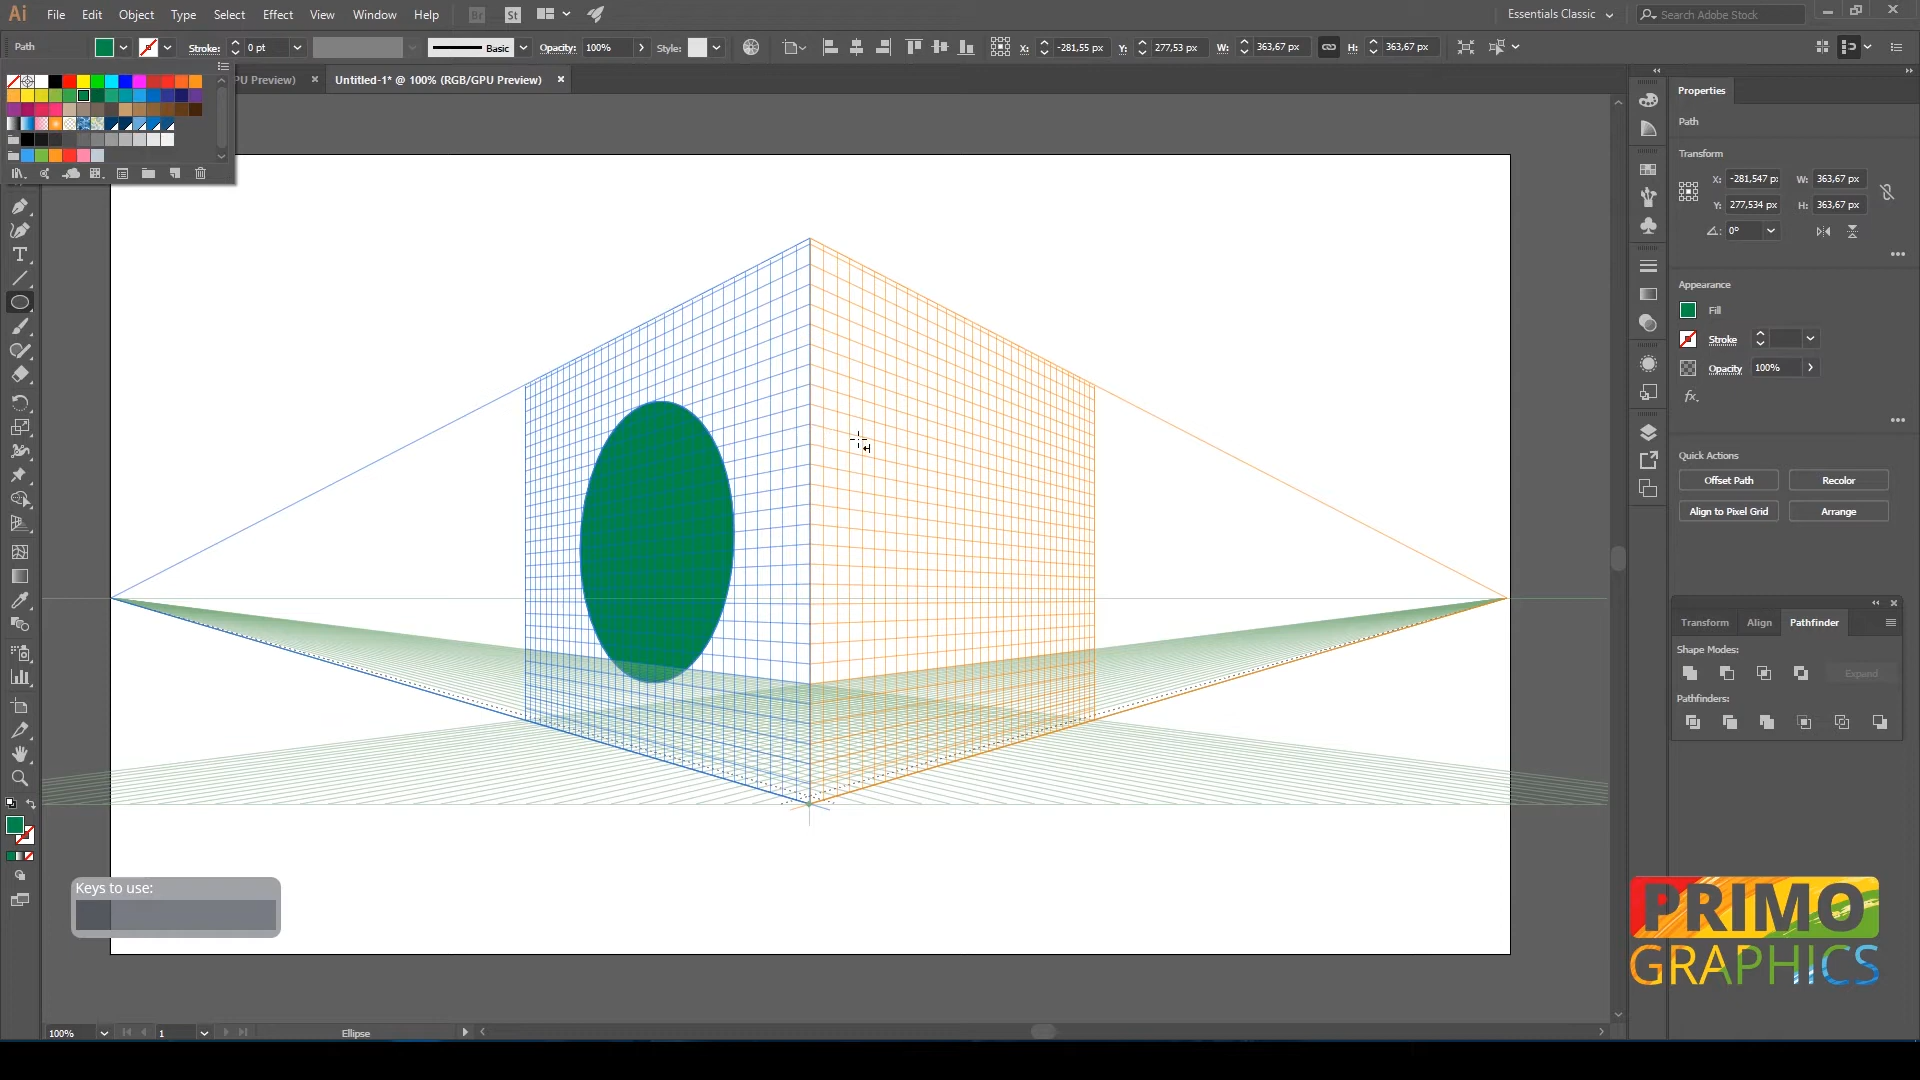 Ai File Edit Object Type Select Effect View Window Help Br St Essentials Classic Search Adobe Stock
Path Stroke: 0 pt Basic Opacity: 100% Style: X: -281,55 px Y: 277,53 px W: 363,67 px H: 363,67 px
PU Preview) × Untitled-1* @ 100% (RGB/GPU Preview) ×
Properties
Path
Transform
X: -281,547 p W: 363,67 px
Y: 277,534 px H: 363,67 px
0°
Appearance
Fill
Stroke
Opacity 100%
fx.
Quick Actions
Offset Path Recolor
Align to Pixel Grid Arrange
Transform Align Pathfinder
Shape Modes:
Expand
Pathfinders:
Keys to use:
PRIMO
GRAPHICS
100% 1 Ellipse